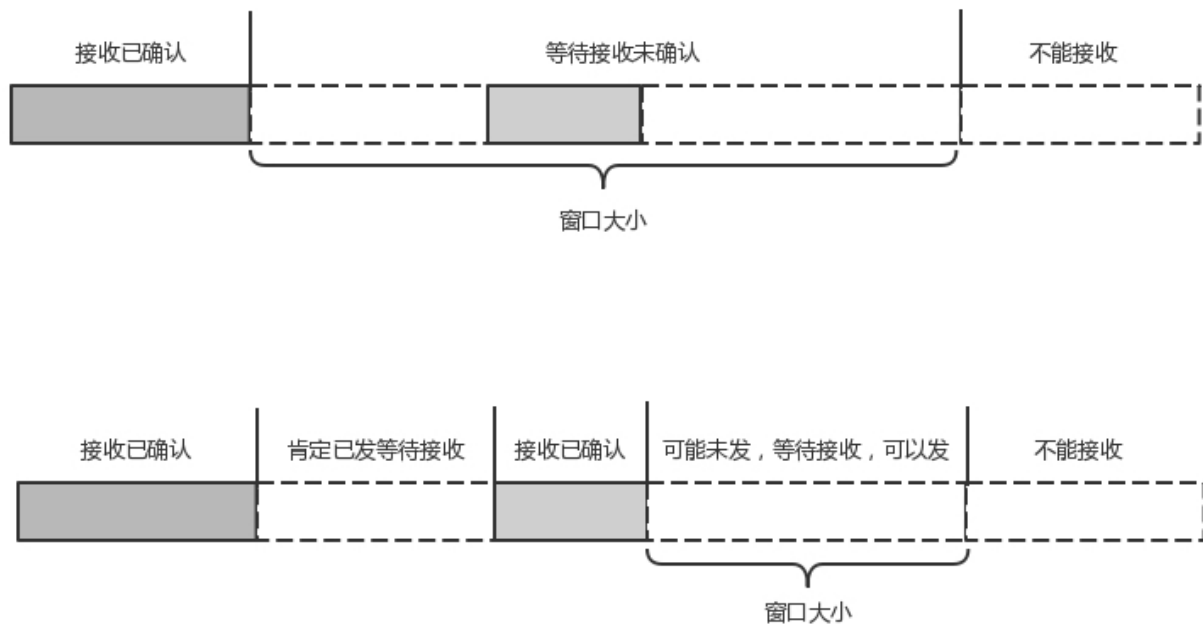 接收已确认 等待接收未确认 不能接收
窗口大小
接收已确认 肯定已发等待接收 接收已确认 可能未发，等待接收，可以发 不能接收
窗口大小